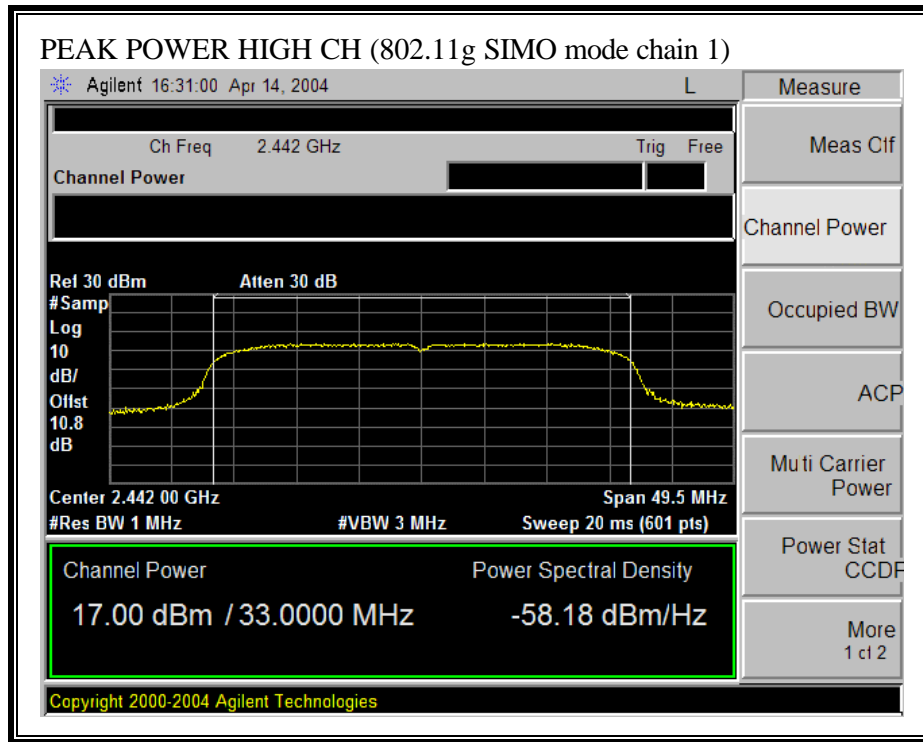 PEAK POWER HIGH CH (802.11g SIMO mode chain 1)
Agilent 16:31:00 Apr 14, 2004 L
Measure
Ch Freq 2.442 GHz Trig Free
Meas Off
Channel Power
Channel Power
Ref 30 dBm Atten 30 dB
#Samp
Log
10
dB/
Offst
10.8
dB
Occupied BW
ACP
Multi Carrier
Power
Center 2.442 00 GHz Span 49.5 MHz
#Res BW 1 MHz #VBW 3 MHz Sweep 20 ms (601 pts)
Power Stat
CCDF
Channel Power Power Spectral Density
17.00 dBm / 33.0000 MHz -58.18 dBm/Hz
More
1 of 2
Copyright 2000-2004 Agilent Technologies